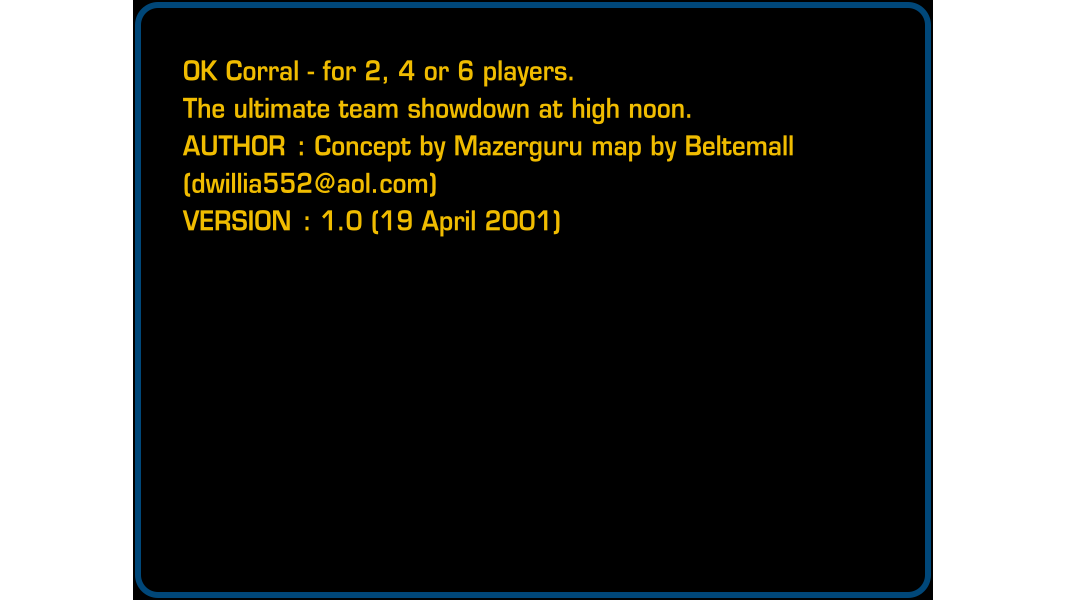 OK Corral - for 2, 4 or 6 players.
The ultimate team showdown at high noon.
AUTHOR : Concept by Mazerguru map by Beltemall
(dwillia552@aol.com)
VERSION : 1.0 (19 April 2001)